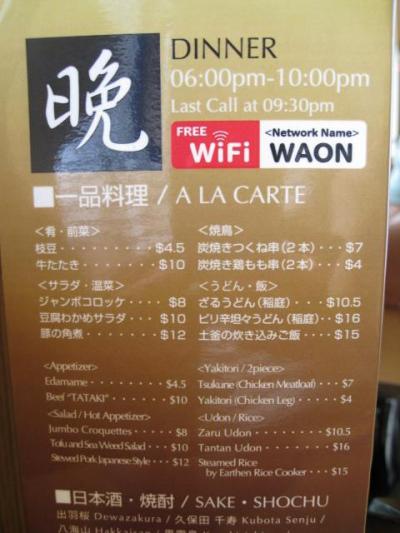 晩
DINNER
06:00pm-10:00pm
Last Call at 09:30pm
FREE WiFi
<Network Name>
WAON
■一品料理 / A LA CARTE
<肴・前菜>
枝豆・・・・・・・・・$4.5
牛たたき・・・・・・・$10
<サラダ・温菜>
ジャンボコロッケ・・・・$8
豆腐わかめサラダ・・・$10
豚の角煮・・・・・・・$12
<焼鳥>
炭焼きつくね串(2本)・・・$7
炭焼き鶏もも串(2本)・・・$4
<うどん・飯>
ざるうどん(稲庭)・・・$10.5
ピリ辛坦々うどん(稲庭)・・$16
土釜の炊き込みご飯・・・$15
<Appetizer>
Edamame・・・・・・・・$4.5
Beef "TATAKI"・・・・・・$10
<Salad / Hot Appetizer>
Jumbo Croquettes・・・・・$8
Tofu and Sea Weed Salad・・・$10
Stewed Pork Japanese Style・・・$12
<Yakitori / 2piece>
Tsukune (Chicken Meatloaf)・・・$7
Yakitori (Chicken Leg)・・・・・$4
<Udon / Rice>
Zaru Udon・・・・・・・$10.5
Tantan Udon・・・・・・$16
Steamed Rice
by Earthen Rice Cooker・・・$15
■日本酒・焼酎 / SAKE・SHOCHU
出羽桜 Dewazakura / 久保田 千寿 Kubota Senju /
八海山 Hakkaisan /